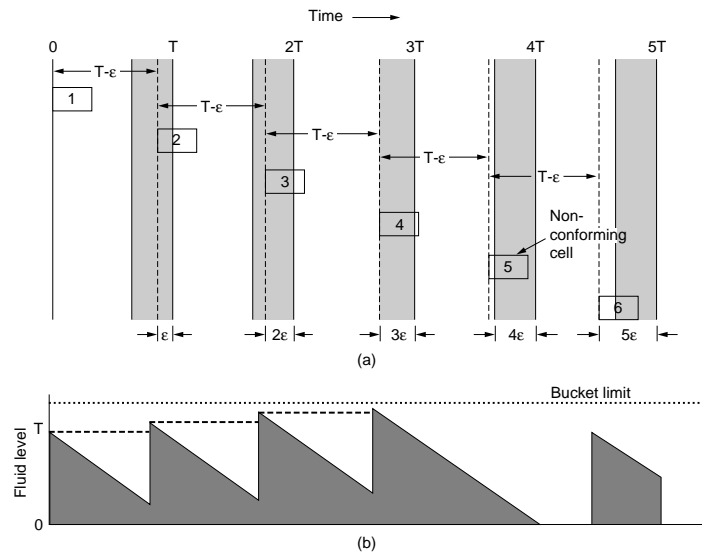 Time
0 T 2T 3T 4T 5T
T-ε
1
T-ε
2
T-ε
3
T-ε
4
T-ε
Non-
conforming
cell
5
6
ε 2ε 3ε 4ε 5ε
(a)
Bucket limit
T
Fluid level
0
(b)